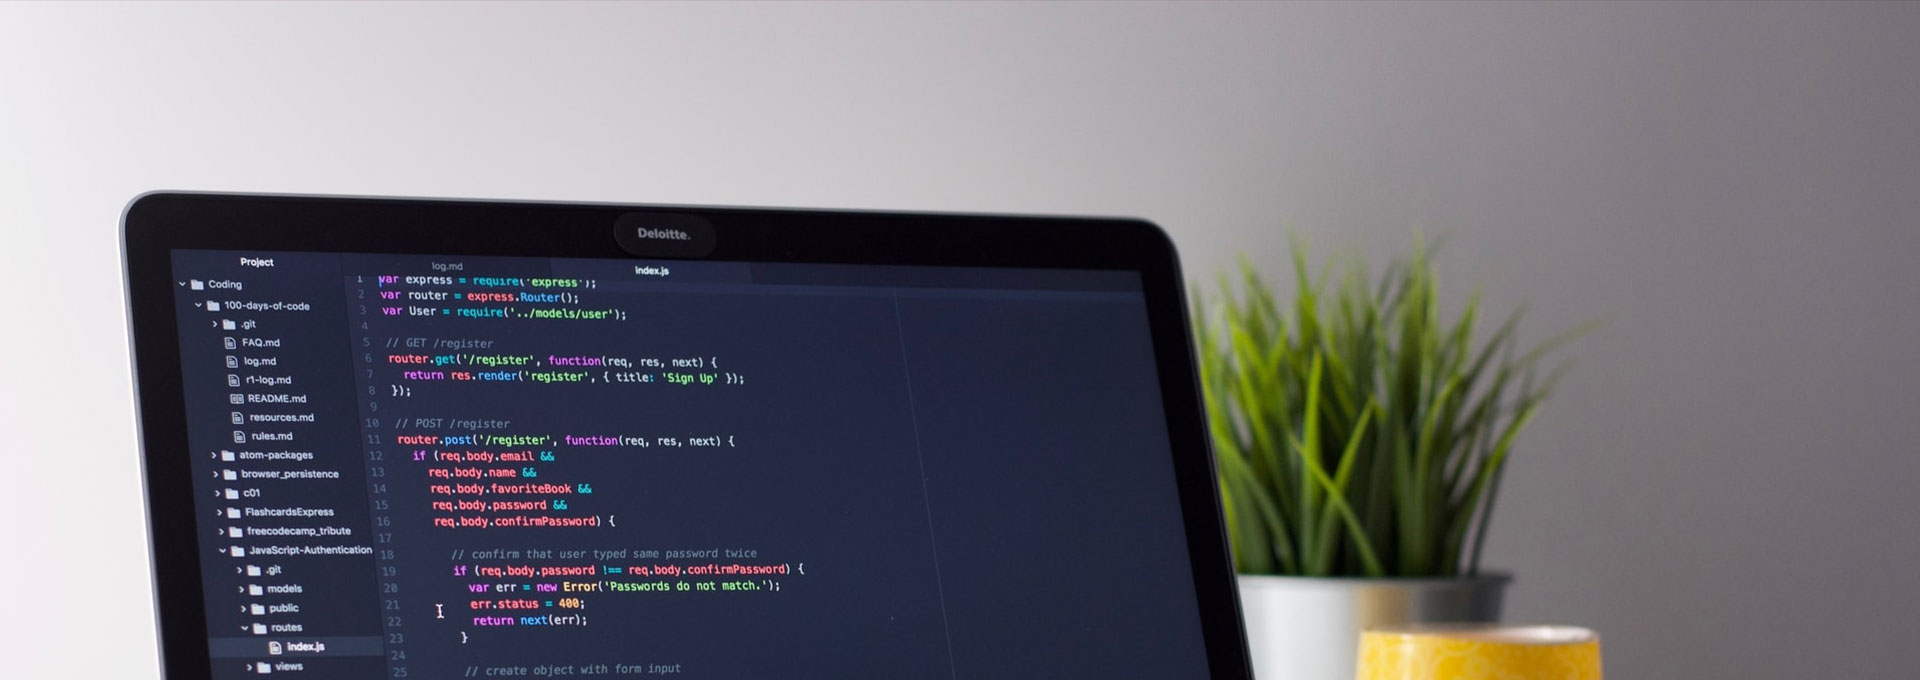 Deloitte.
Project
Coding
100-days-of-code
.git
FAQ.md
log.md
r1-log.md
README.md
resources.md
rules.md
atom-packages
browser_persistence
c01
FlashcardsExpress
freecodecamp_tribute
JavaScript-Authentication
.git
models
public
routes
index.js
views
log.md
index.js
1 var express = require('express');
2 var router = express.Router();
3 var User = require('../models/user');
4
5 // GET /register
6 router.get('/register', function(req, res, next) {
7 return res.render('register', { title: 'Sign Up' });
8 });
9
10 // POST /register
11 router.post('/register', function(req, res, next) {
12 if (req.body.email &&
13 req.body.name &&
14 req.body.favoriteBook &&
15 req.body.password &&
16 req.body.confirmPassword) {
17
18 // confirm that user typed same password twice
19 if (req.body.password !== req.body.confirmPassword) {
20 var err = new Error('Passwords do not match.');
21 err.status = 400;
22 return next(err);
23 }
24
25 // create object with form input